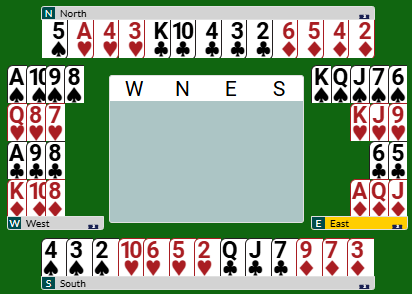 N North
5 A 4 3 K 10 4 3 2 6 5 4 2
A 10 9 8
Q 8 7
A 9 8
K 10 8
W West
W N E S
K Q J 7 6
K J 9
6 5
A Q J
E East
4 3 2 10 6 5 2 Q J 7 9 7 3
S South